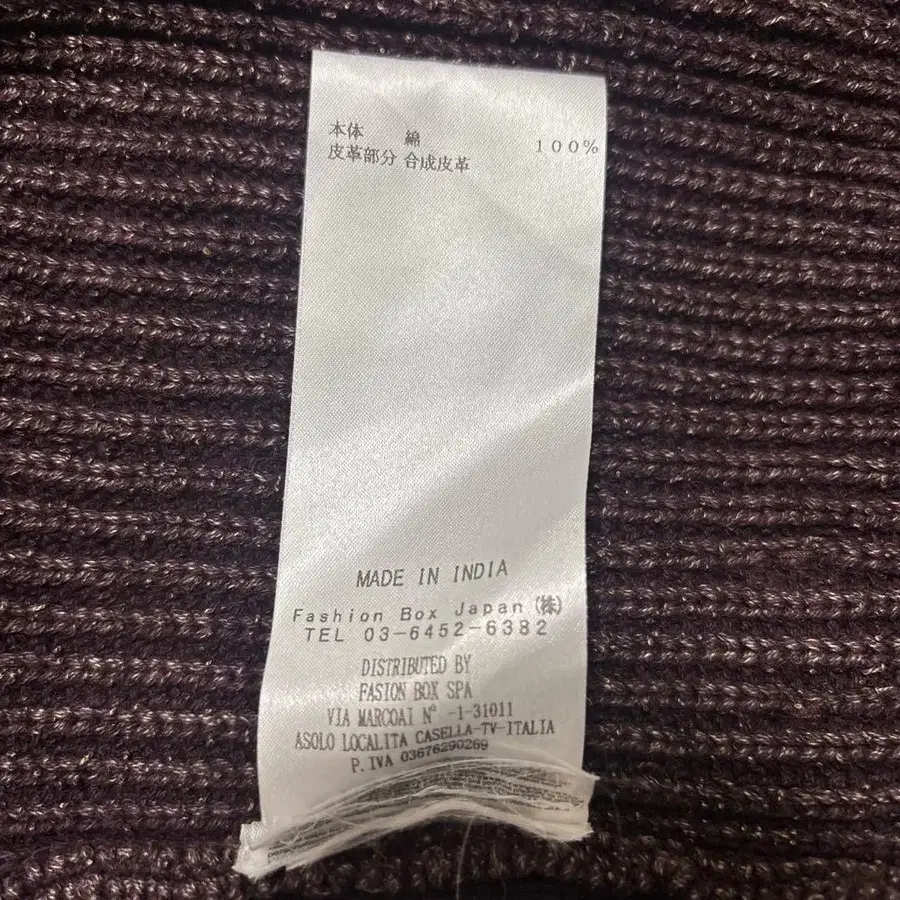 本体 綿 100%
皮革部分 合成皮革
MADE IN INDIA
Fashion Box Japan (株)
TEL 03-6452-6382
DISTRIBUTED BY
FASION BOX SPA
VIA MARCOAI N° -1-31011
ASOLO LOCALITA CASELLA-TV-ITALIA
P.IVA 03676290269